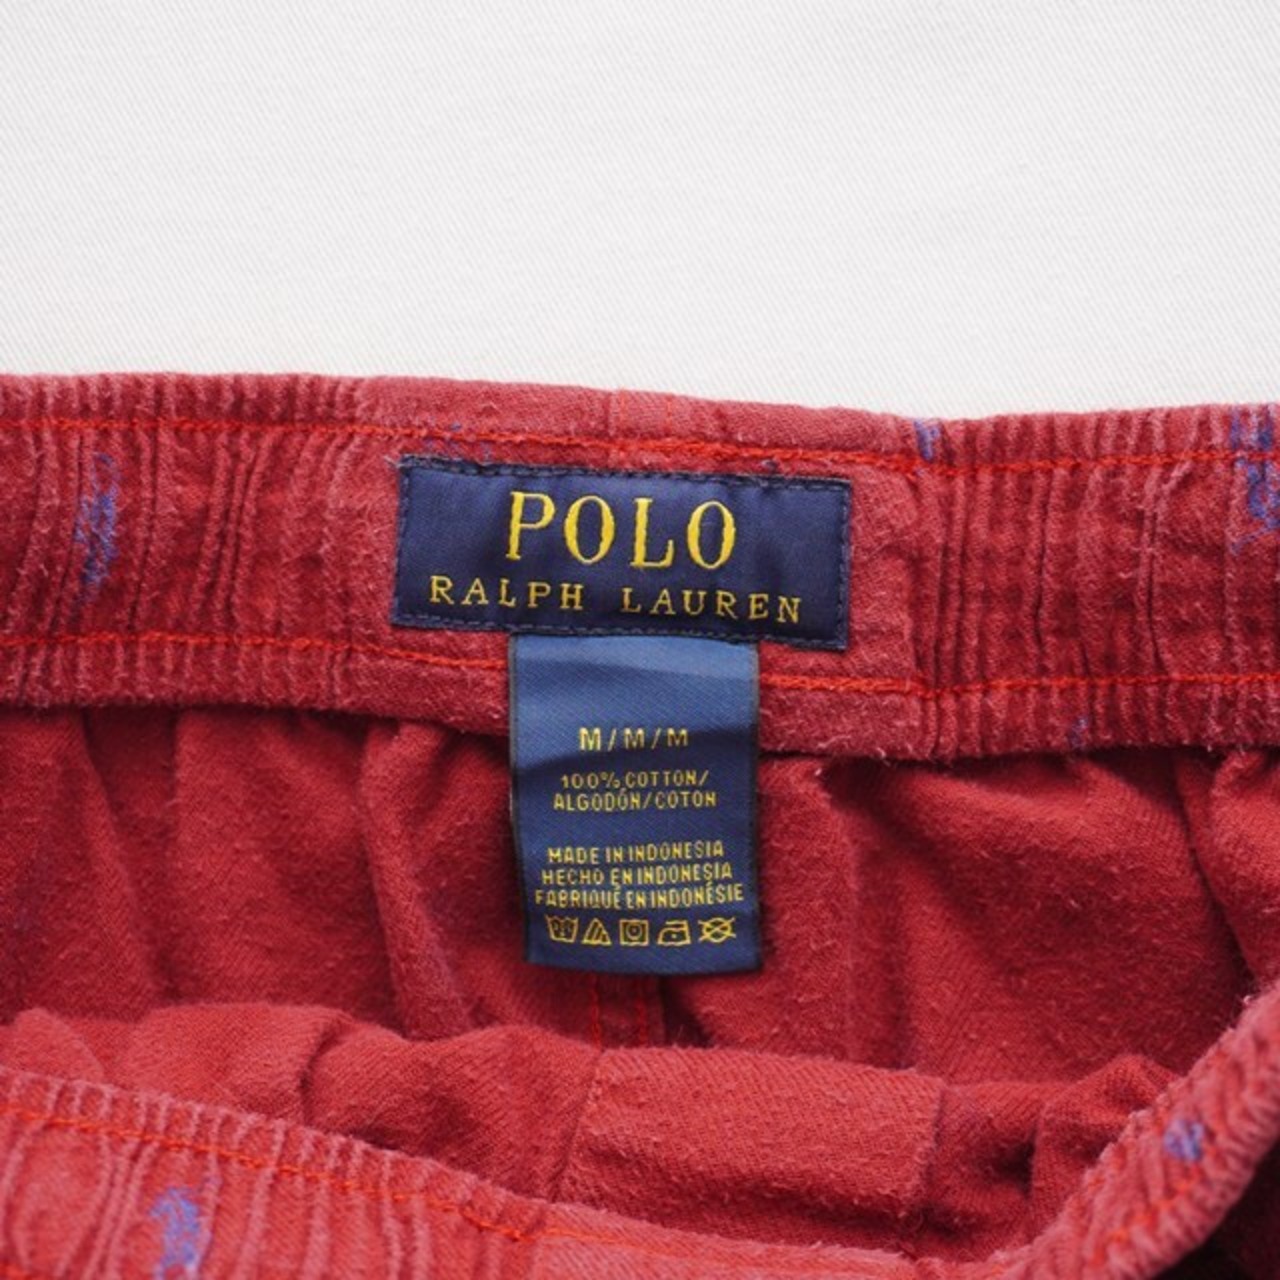 POLO
RALPH LAUREN
M/M/M
100% COTTON/
ALGODÓN/COTON
MADE IN INDONESIA
HECHO EN INDONESIA
FABRIQUÉ EN INDONÉSIE